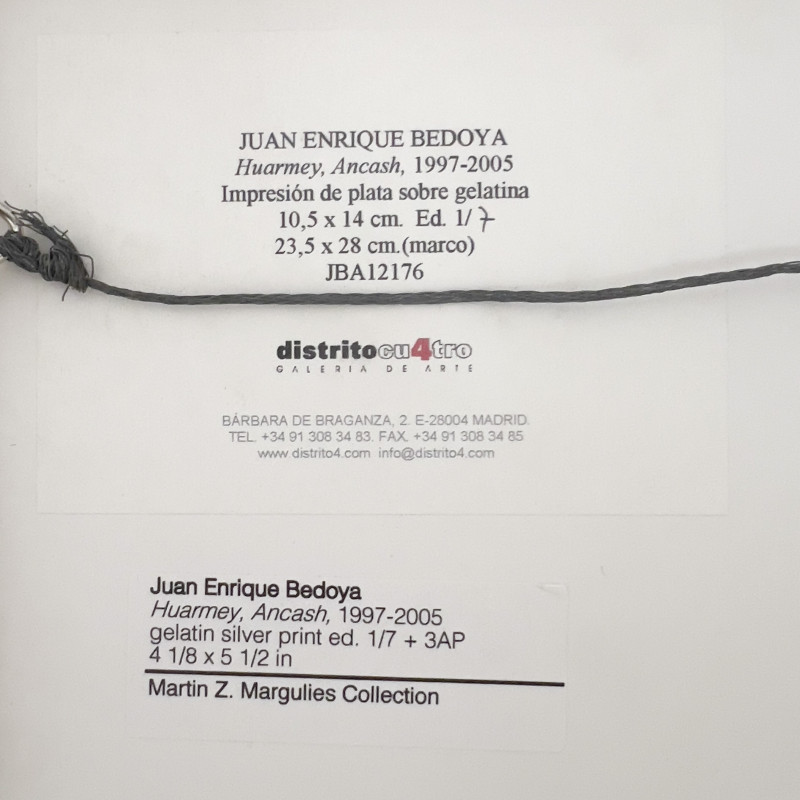 JUAN ENRIQUE BEDOYA
Huarmey, Ancash, 1997-2005
Impresión de plata sobre gelatina
10,5 x 14 cm. Ed. 1/7
23,5 x 28 cm.(marco)
JBA12176
distritocu4tro
GALERIA DE ARTE
BÁRBARA DE BRAGANZA, 2. E-28004 MADRID.
TEL. +34 91 308 34 83. FAX. +34 91 308 34 85
www.distrito4.com info@distrito4.com
Juan Enrique Bedoya
Huarmey, Ancash, 1997-2005
gelatin silver print ed. 1/7 + 3AP
4 1/8 x 5 1/2 in
Martin Z. Margulies Collection